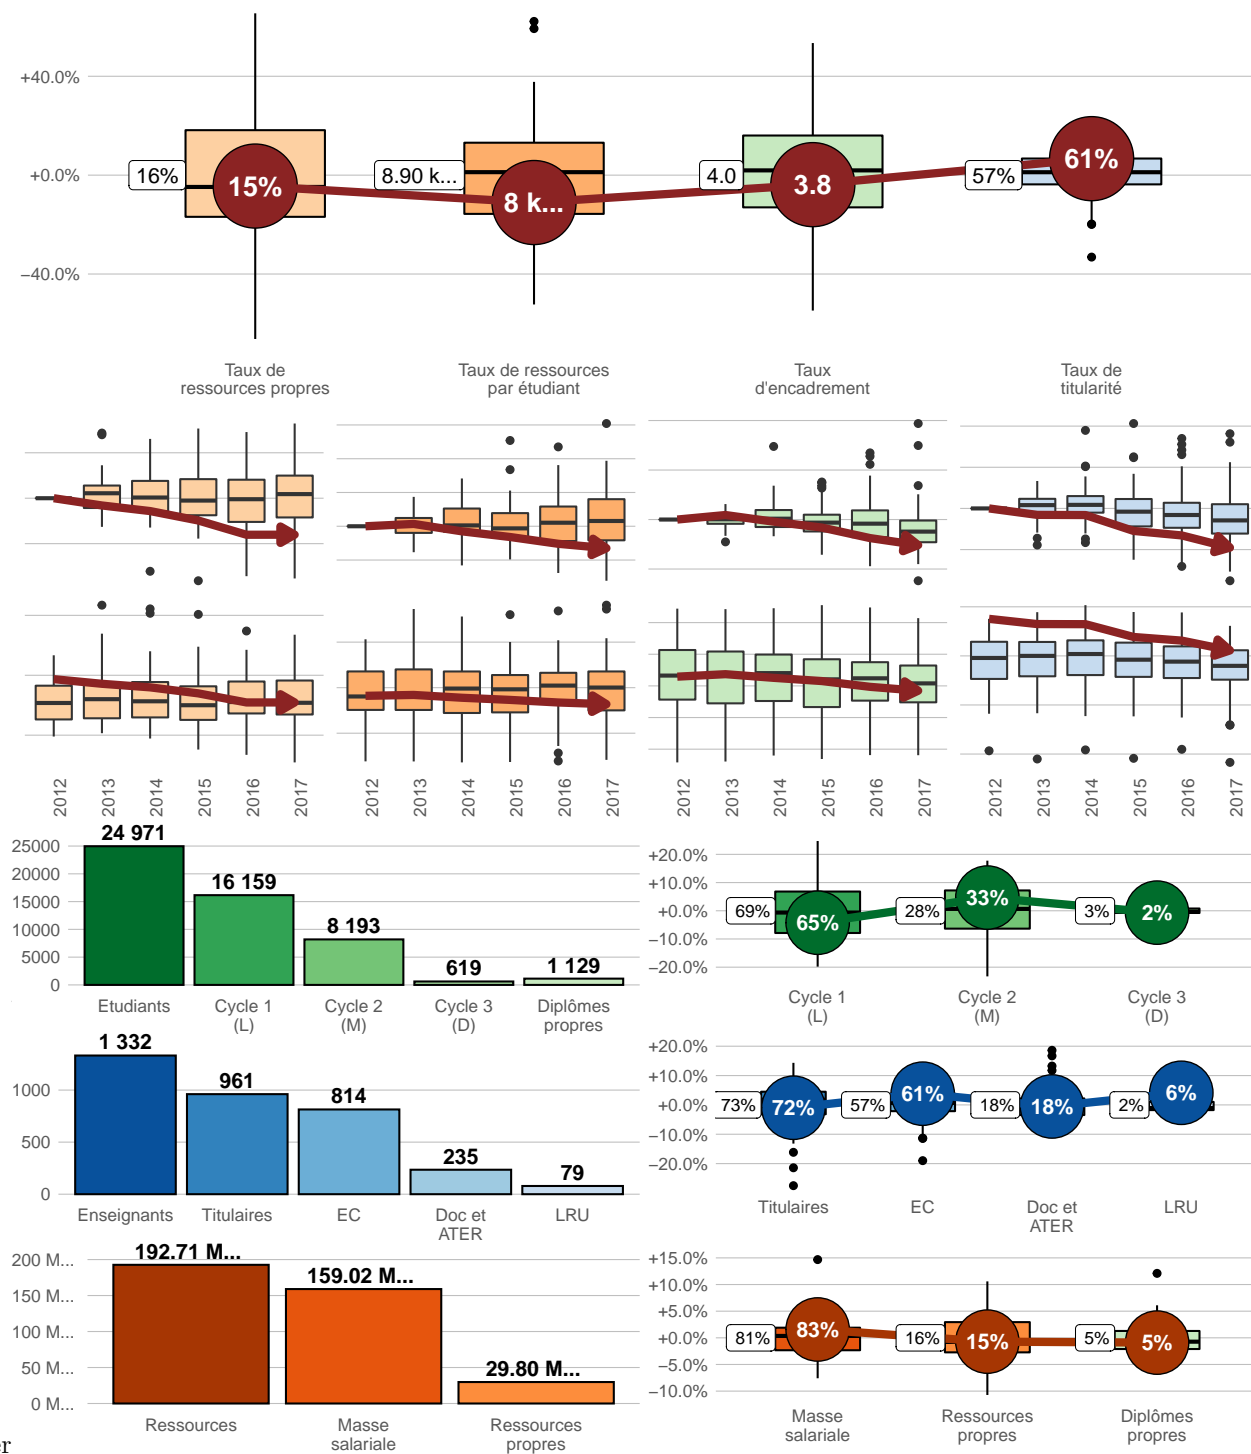 +40.0%
+0.0%
−40.0%
16%
15%
8.90 k...
8 k...
4.0
3.8
57%
61%
Taux de
ressources propres
Taux de ressources
par étudiant
Taux
d'encadrement
Taux de
titularité
2012
2013
2014
2015
2016
2017
2012
2013
2014
2015
2016
2017
2012
2013
2014
2015
2016
2017
2012
2013
2014
2015
2016
2017
25000
20000
15000
10000
5000
0
24 971
16 159
8 193
619
1 129
Etudiants
Cycle 1
(L)
Cycle 2
(M)
Cycle 3
(D)
Diplômes
propres
+20.0%
+10.0%
+0.0%
−10.0%
−20.0%
69%
65%
28%
33%
3%
2%
Cycle 1
(L)
Cycle 2
(M)
Cycle 3
(D)
1000
500
0
1 332
961
814
235
79
Enseignants
Titulaires
EC
Doc et
ATER
LRU
+20.0%
+10.0%
+0.0%
−10.0%
−20.0%
73%
72%
57%
61%
18%
18%
2%
6%
Titulaires
EC
Doc et
ATER
LRU
200 M...
150 M...
100 M...
50 M...
0 M...
192.71 M...
159.02 M...
29.80 M...
Ressources
Masse
salariale
Ressources
propres
+15.0%
+10.0%
+5.0%
+0.0%
−5.0%
−10.0%
81%
83%
16%
15%
5%
5%
Masse
salariale
Ressources
propres
Diplômes
propres
er